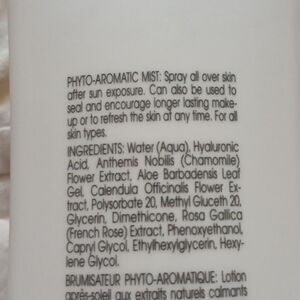 PHYTO-AROMATIC MIST: Spray all over skin
after sun exposure. Can also be used to
seal and encourage longer lasting make-
up or to refresh the skin at any time. For all
skin types.
INGREDIENTS: Water (Aqua), Hyaluronic
Acid, Anthemis Nobilis (Chamomile)
Flower Extract, Aloe Barbadensis Leaf
Gel, Calendula Officinalis Flower Ex-
tract, Polysorbate 20, Methyl Gluceth 20,
Glycerin, Dimethicone, Rosa Gallica
(French Rose) Extract, Phenoxyethanol,
Capryl Glycol, Ethylhexylglycerin, Hexy-
lene Glycol.
BRUMISATEUR PHYTO-AROMATIQUE: Lotion
après-soleil aux extraits naturels calmants